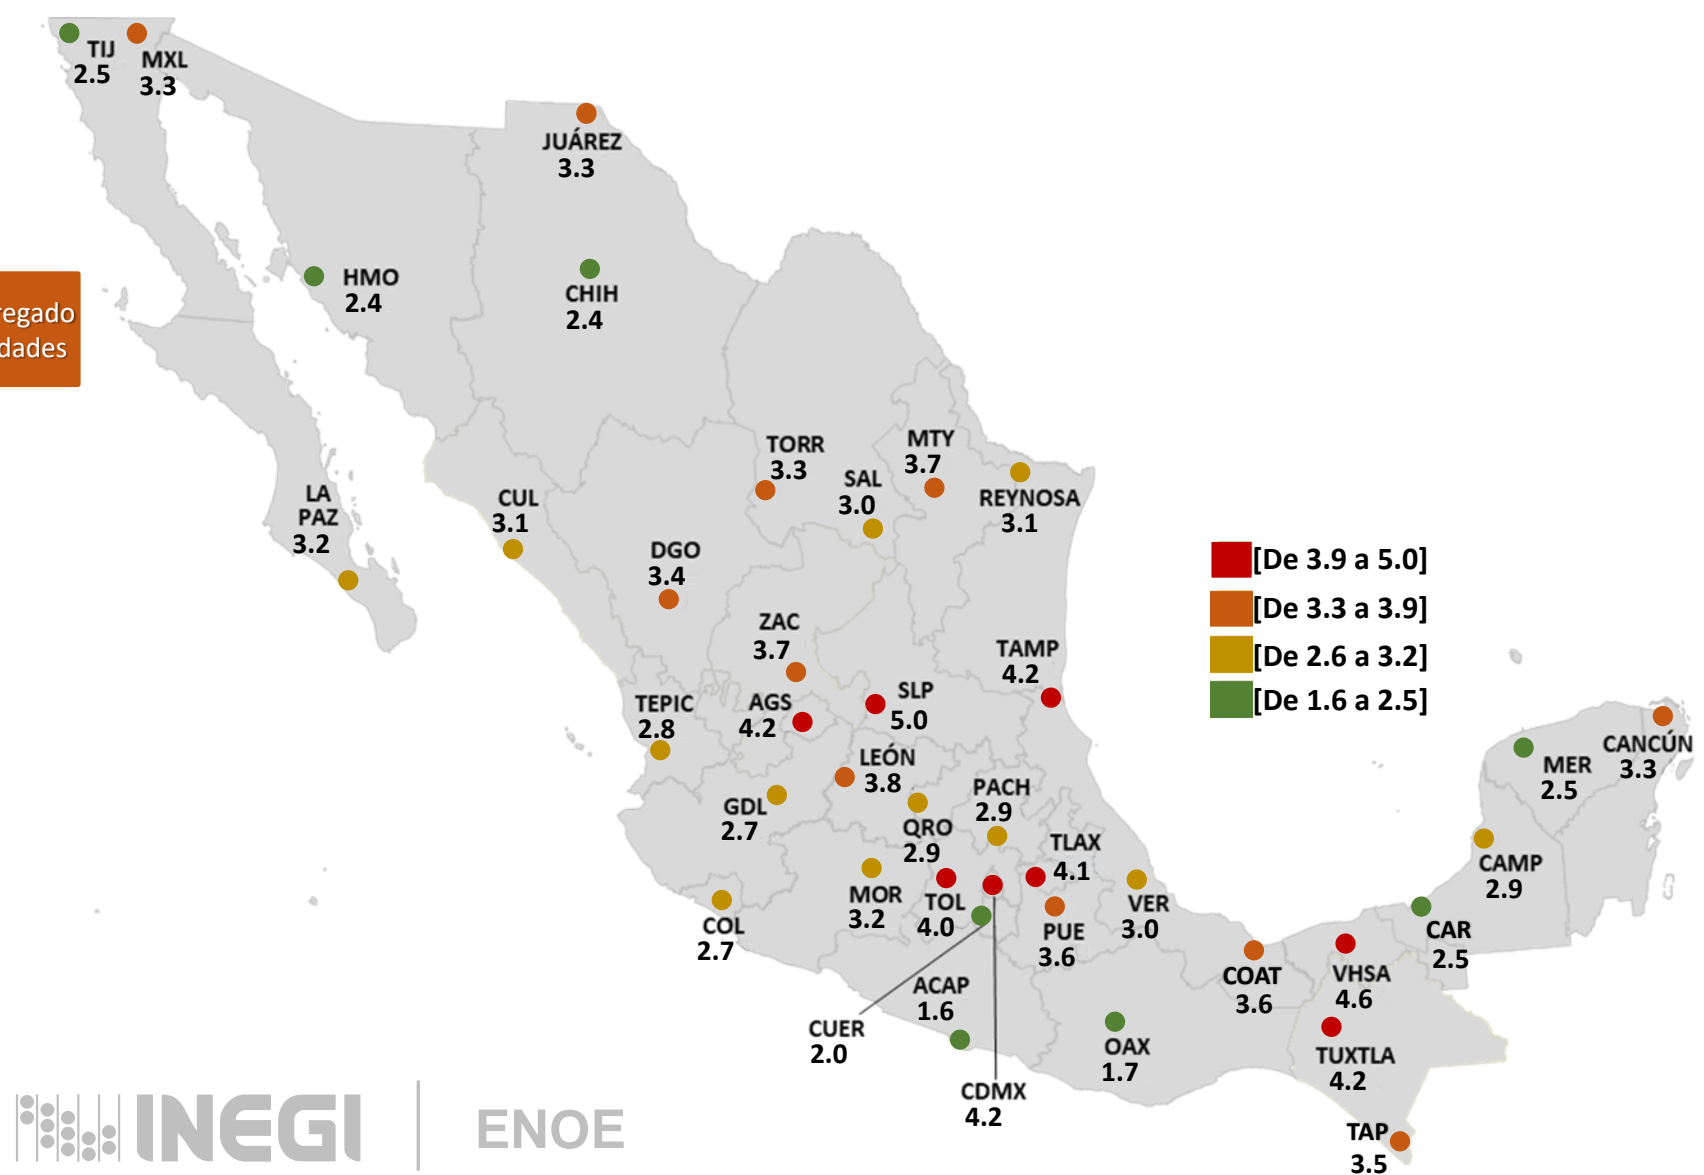 TIJ
2.5
MXL
3.3
JUÁREZ
3.3
HMO
2.4
CHIH
2.4
regado
dades
TORR
3.3
MTY
3.7
SAL
3.0
REYNOSA
3.1
LA
PAZ
3.2
CUL
3.1
DGO
3.4
[De 3.9 a 5.0]
[De 3.3 a 3.9]
[De 2.6 a 3.2]
[De 1.6 a 2.5]
ZAC
3.7
TAMP
4.2
TEPIC
2.8
AGS
4.2
SLP
5.0
LEÓN
3.8
GDL
2.7
PACH
2.9
QRO
2.9
TLAX
4.1
CANCÚN
3.3
MER
2.5
CAMP
2.9
MOR
3.2
TOL
4.0
COL
2.7
PUE
3.6
VER
3.0
CAR
2.5
COAT
3.6
VHSA
4.6
ACAP
1.6
CUER
2.0
OAX
1.7
TUXTLA
4.2
CDMX
4.2
TAP
3.5
INEGI
ENOE